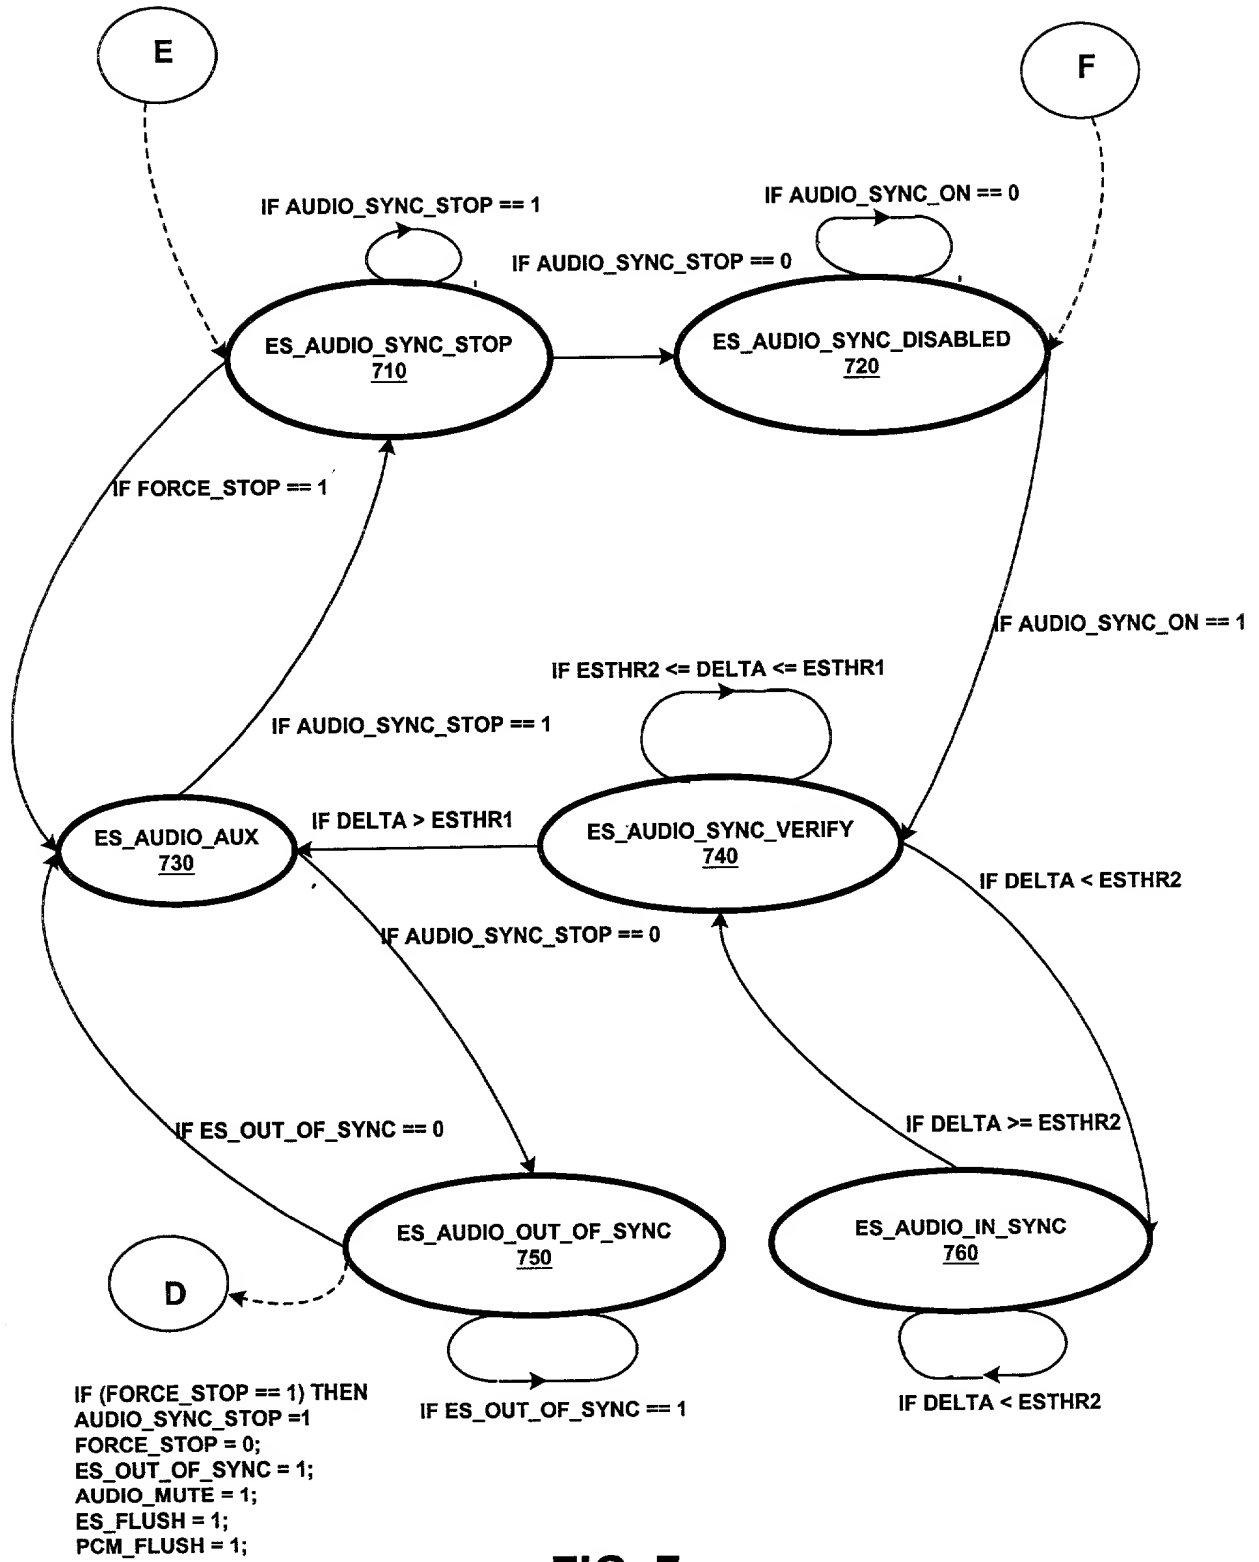 E
F
IF AUDIO_SYNC_STOP == 1
IF AUDIO_SYNC_ON == 0
IF AUDIO_SYNC_STOP == 0
ES_AUDIO_SYNC_STOP
710
ES_AUDIO_SYNC_DISABLED
720
IF FORCE_STOP == 1
IF AUDIO_SYNC_ON == 1
IF ESTHR2 <= DELTA <= ESTHR1
IF AUDIO_SYNC_STOP == 1
ES_AUDIO_AUX
730
IF DELTA > ESTHR1
ES_AUDIO_SYNC_VERIFY
740
IF DELTA < ESTHR2
IF AUDIO_SYNC_STOP == 0
IF ES_OUT_OF_SYNC == 0
IF DELTA >= ESTHR2
ES_AUDIO_OUT_OF_SYNC
750
ES_AUDIO_IN_SYNC
760
D
IF (FORCE_STOP == 1) THEN
AUDIO_SYNC_STOP =1
FORCE_STOP = 0;
ES_OUT_OF_SYNC = 1;
AUDIO_MUTE = 1;
ES_FLUSH = 1;
PCM_FLUSH = 1;
IF ES_OUT_OF_SYNC == 1
IF DELTA < ESTHR2